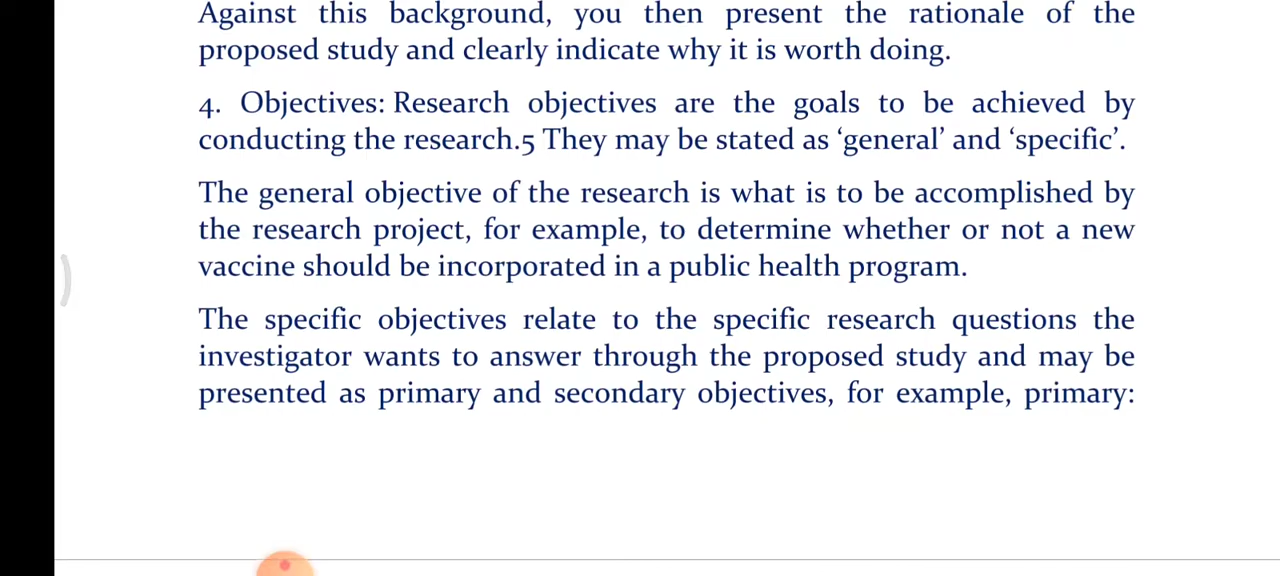 Against this background, you then present the rationale of the
proposed study and clearly indicate why it is worth doing.
4. Objectives: Research objectives are the goals to be achieved by
conducting the research.5 They may be stated as ‘general’ and ‘specific’.
The general objective of the research is what is to be accomplished by
the research project, for example, to determine whether or not a new
vaccine should be incorporated in a public health program.
The specific objectives relate to the specific research questions the
investigator wants to answer through the proposed study and may be
presented as primary and secondary objectives, for example, primary: